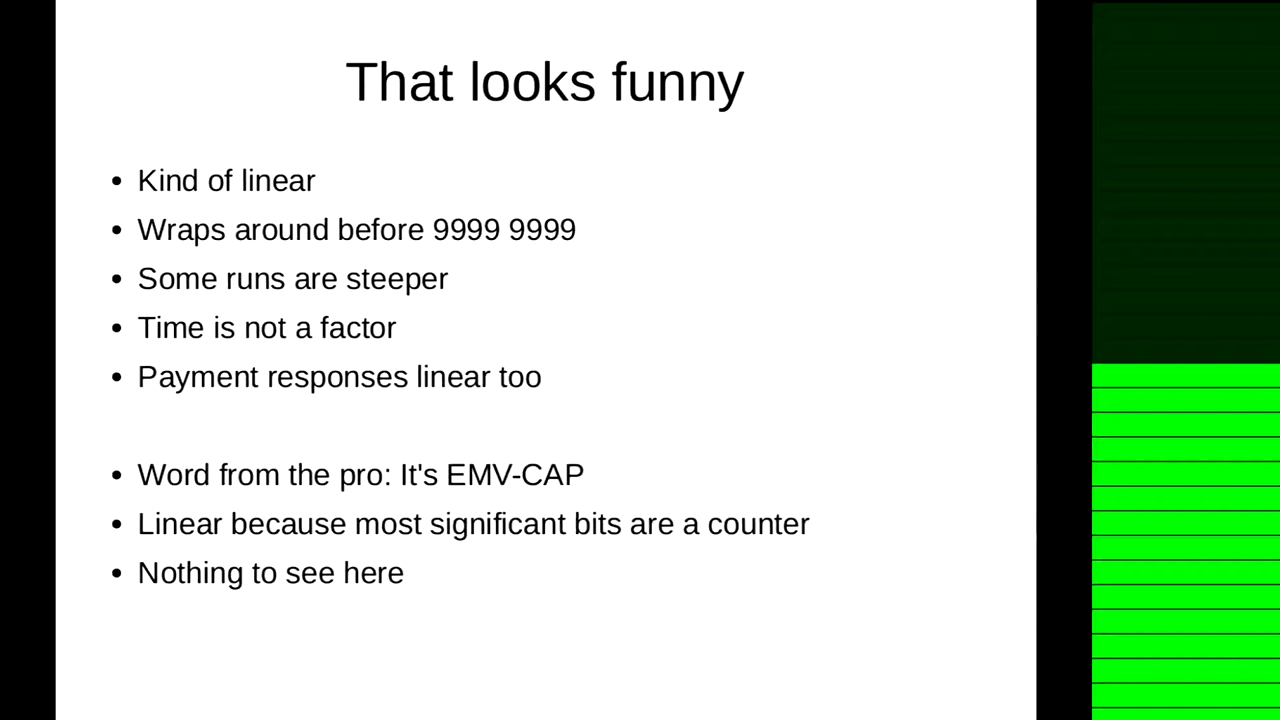 That looks funny
• Kind of linear
• Wraps around before 9999 9999
• Some runs are steeper
• Time is not a factor
• Payment responses linear too
• Word from the pro: It's EMV-CAP
• Linear because most significant bits are a counter
• Nothing to see here